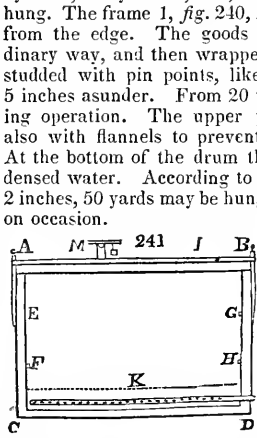 hung. The frame 1, fig. 240,
from the edge. The goods
dinary way, and then wrappe
studded with pin points, like
5 inches asunder. From 20
ing operation. The upper
also with flannels to prevent
At the bottom of the drum th
densed water. According to
2 inches, 50 yards may be hun
on occasion.
A M 241 I B
E G
F H
K
C D